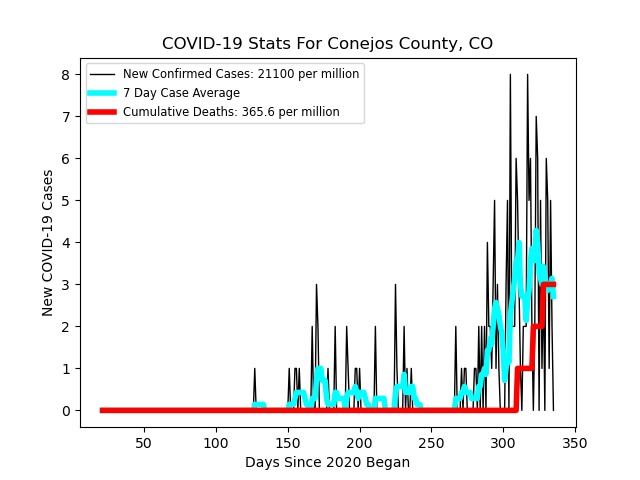 COVID-19 Stats For Conejos County, CO
New Confirmed Cases: 21100 per million
7 Day Case Average
Cumulative Deaths: 365.6 per million
New COVID-19 Cases
8
7
6
5
4
3
2
1
0
50 100 150 200 250 300 350
Days Since 2020 Began